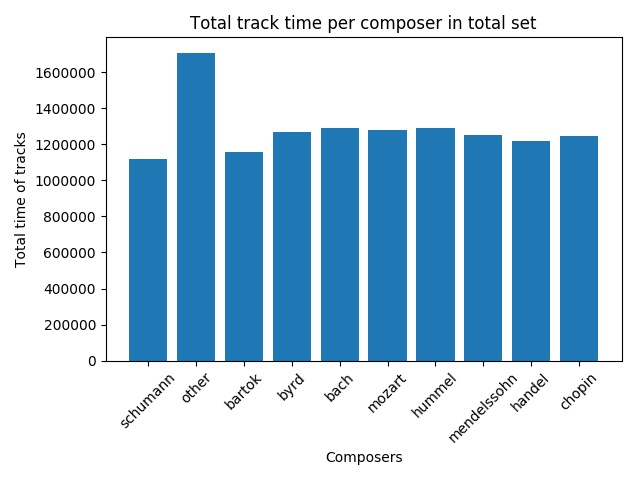 Total track time per composer in total set
Total time of tracks
1600000
1400000
1200000
1000000
800000
600000
400000
200000
0
schumann
other
bartok
byrd
bach
mozart
hummel
mendelssohn
handel
chopin
Composers